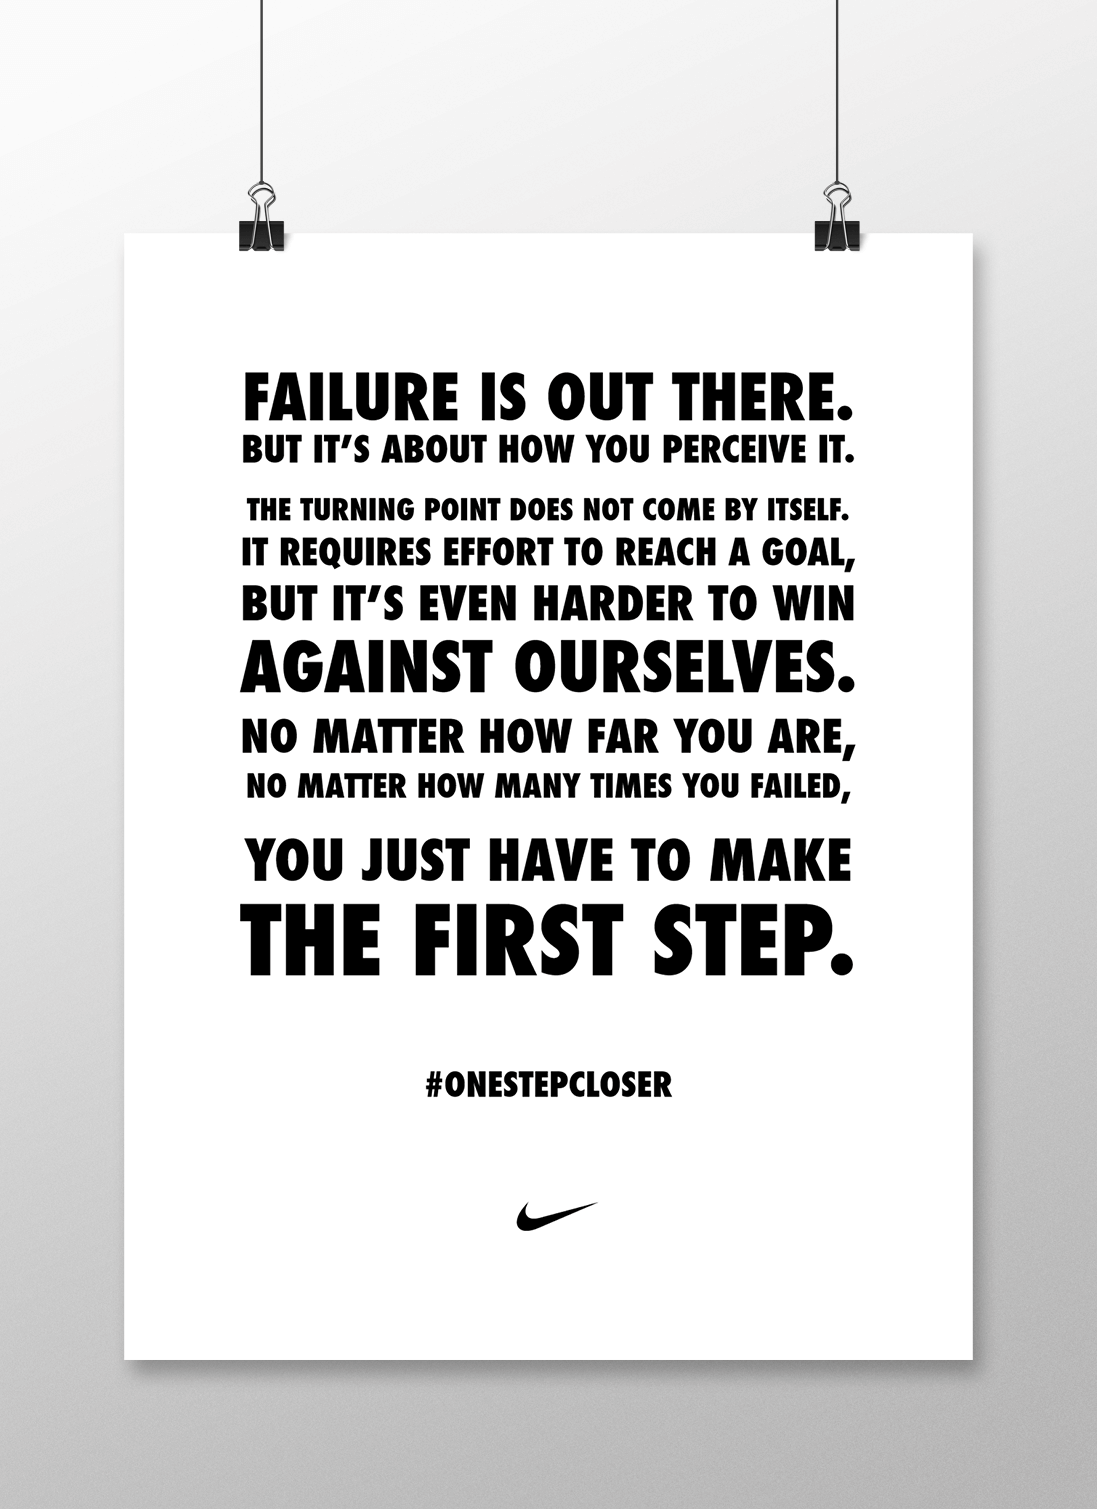 FAILURE IS OUT THERE.
BUT IT’S ABOUT HOW YOU PERCEIVE IT.
THE TURNING POINT DOES NOT COME BY ITSELF.
IT REQUIRES EFFORT TO REACH A GOAL,
BUT IT’S EVEN HARDER TO WIN
AGAINST OURSELVES.
NO MATTER HOW FAR YOU ARE,
NO MATTER HOW MANY TIMES YOU FAILED,
YOU JUST HAVE TO MAKE
THE FIRST STEP.
#ONESTEPCLOSER